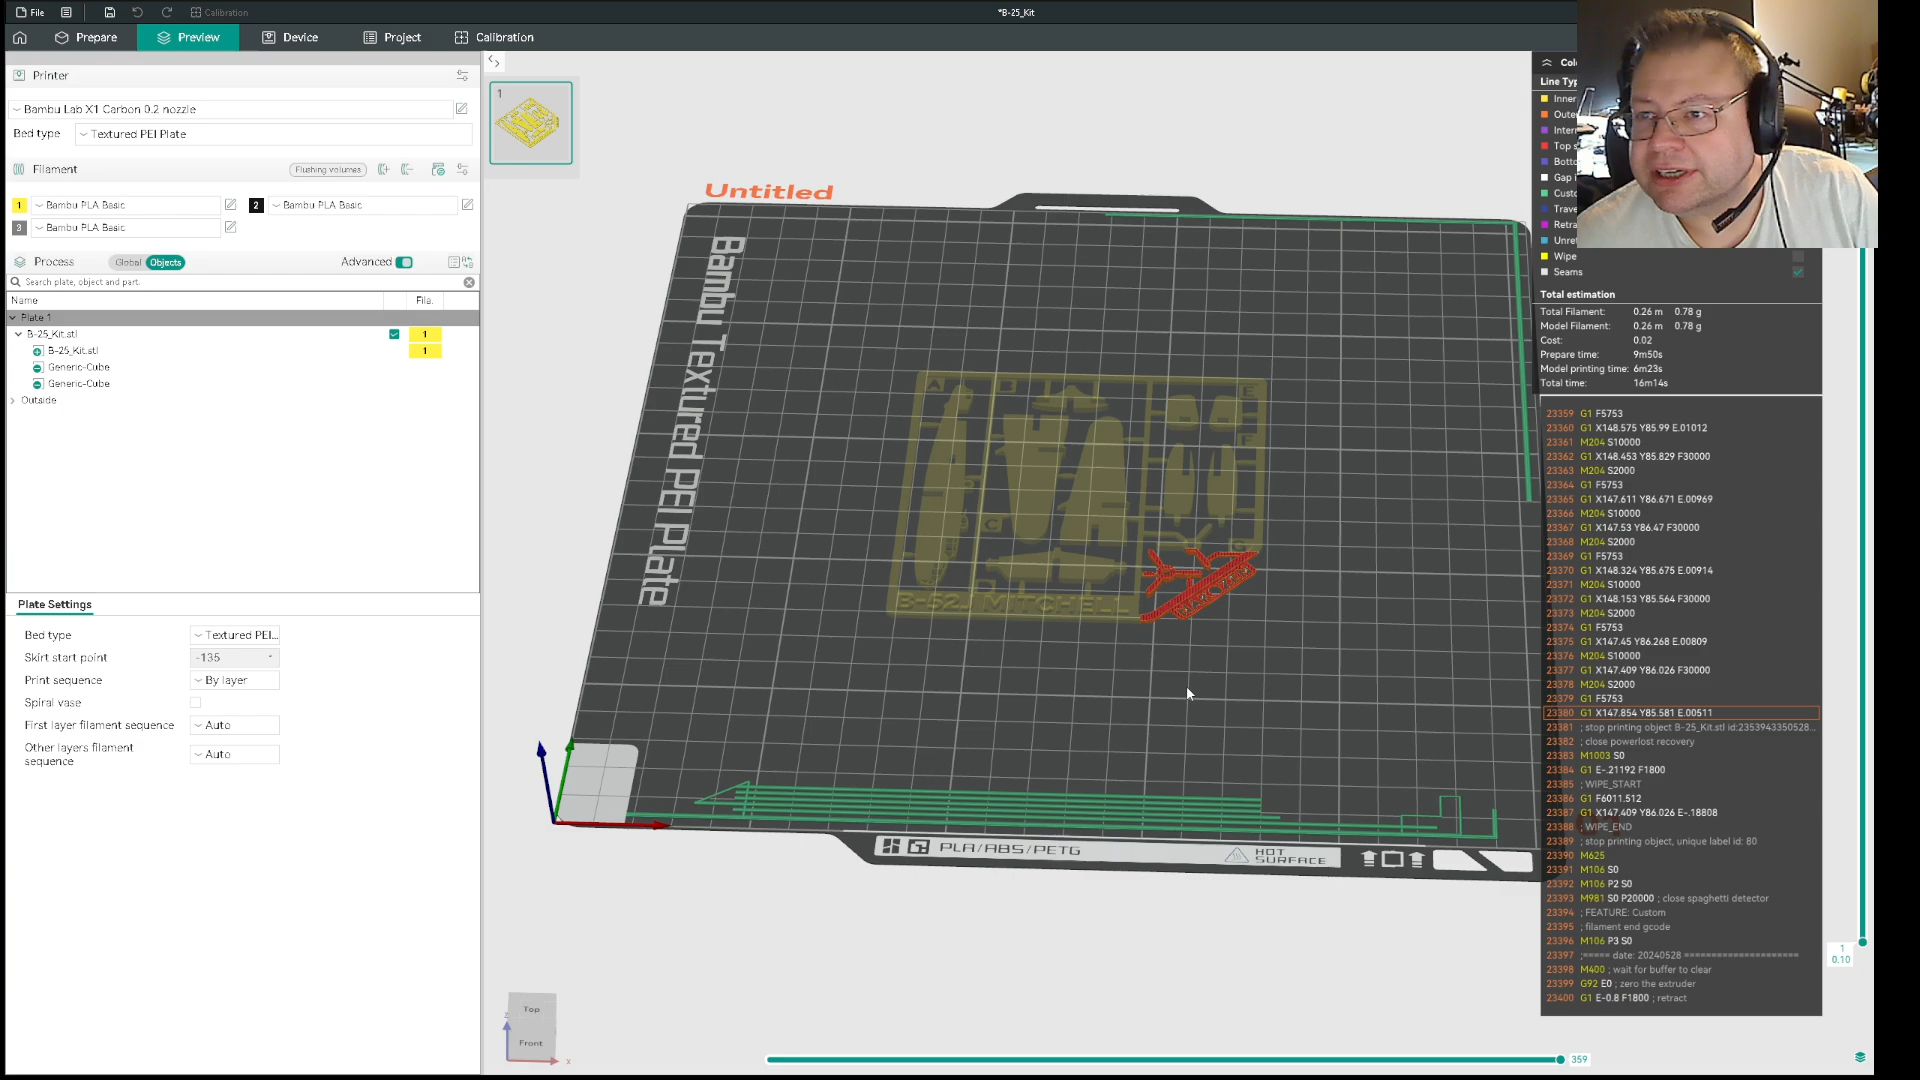 File
Calibration
*B-25_Kit
Prepare
Preview
Device
Project
Calibration
Printer
Bambu Lab X1 Carbon 0.2 nozzle
Bed type
Textured PEI Plate
Filament
Flushing volumes
1 Bambu PLA Basic
2 Bambu PLA Basic
3 Bambu PLA Basic
Process
Global
Objects
Advanced
Search plate, object and part.
Name
Fila.
Plate 1
B-25_Kit.stl
1
B-25_Kit.stl
1
Generic-Cube
Generic-Cube
Outside
Plate Settings
Bed type
Textured PEI...
Skirt start point
-135
Print sequence
By layer
Spiral vase
First layer filament sequence
Auto
Other layers filament
sequence
Auto
1
Untitled
Bambu Textured PEI Plate
A
B
E
F
C
D
G
MITCHELL
PLA/ABS/PETG
HOT
SURFACE
Top
Front
z
x
Line Typ
Inner
Oute
Inter
Top s
Bott
Gap i
Custo
Trave
Retra
Unre
Wipe
Seams
Total estimation
Total Filament: 0.26 m 0.78 g
Model Filament: 0.26 m 0.78 g
Cost: 0.02
Prepare time: 9m50s
Model printing time: 6m23s
Total time: 16m14s
23359 G1 F5753
23360 G1 X148.575 Y85.99 E.01012
23361 M204 S10000
23362 G1 X148.453 Y85.829 F30000
23363 M204 S2000
23364 G1 F5753
23365 G1 X147.611 Y86.671 E.00969
23366 M204 S10000
23367 G1 X147.53 Y86.47 F30000
23368 M204 S2000
23369 G1 F5753
23370 G1 X148.324 Y85.675 E.00914
23371 M204 S10000
23372 G1 X148.153 Y85.564 F30000
23373 M204 S2000
23374 G1 F5753
23375 G1 X147.45 Y86.268 E.00809
23376 M204 S10000
23377 G1 X147.409 Y86.026 F30000
23378 M204 S2000
23379 G1 F5753
23380 G1 X147.854 Y85.581 E.00511
23381 ; stop printing object B-25_Kit.stl id:2353943350528...
23382 ; close powerlost recovery
23383 M1003 S0
23384 G1 E-.21192 F1800
23385 ; WIPE_START
23386 G1 F6011.512
23387 G1 X147.409 Y86.026 E-.18808
23388 ; WIPE_END
23389 ; stop printing object, unique label id: 80
23390 M625
23391 M106 S0
23392 M106 P2 S0
23393 M981 S0 P20000 ; close spaghetti detector
23394 ; FEATURE: Custom
23395 ; filament end gcode
23396 M106 P3 S0
23397 ;===== date: 20240528 =====================
23398 M400 ; wait for buffer to clear
23399 G92 E0 ; zero the extruder
23400 G1 E-0.8 F1800 ; retract
1
0.10
359